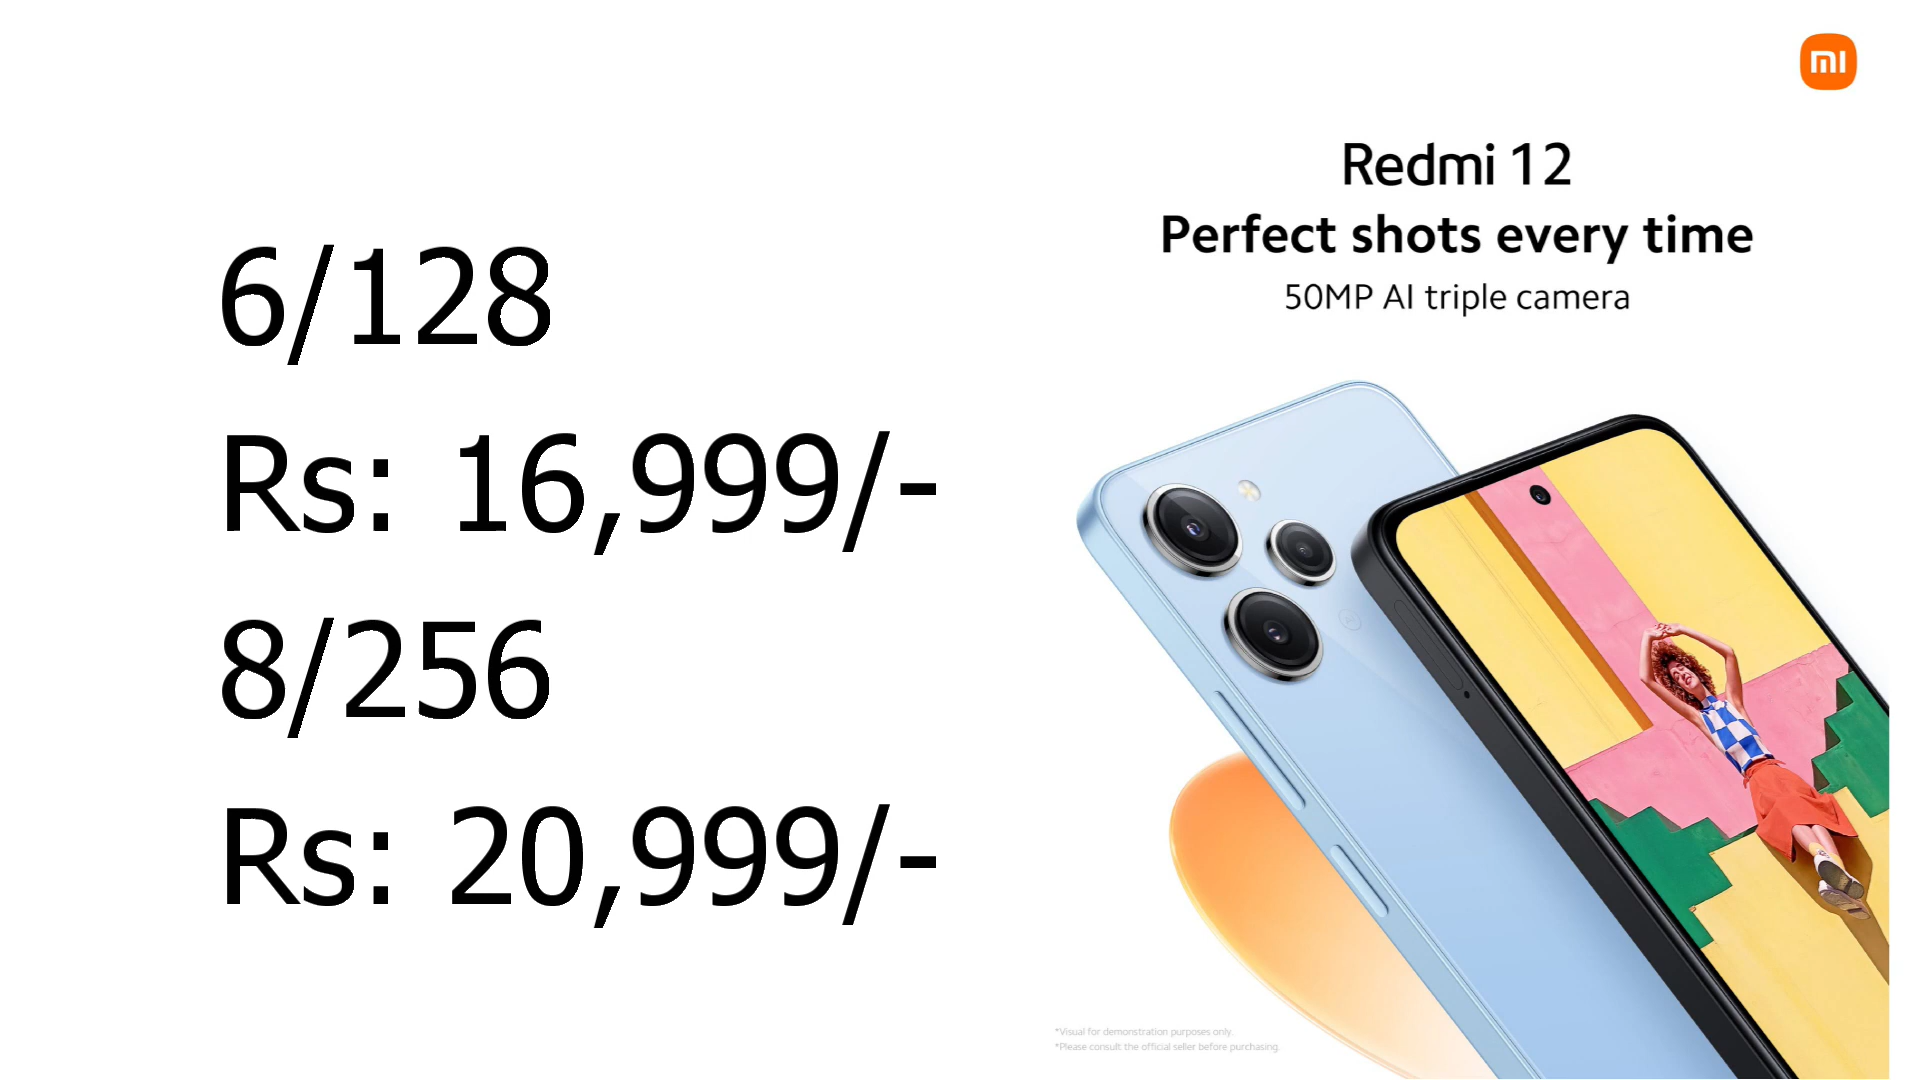 6/128
Rs: 16,999/-
8/256
Rs: 20,999/-
mi
Redmi 12
Perfect shots every time
50MP AI triple camera
*Visual for demonstration purposes only.
*Please consult the official seller before purchasing.